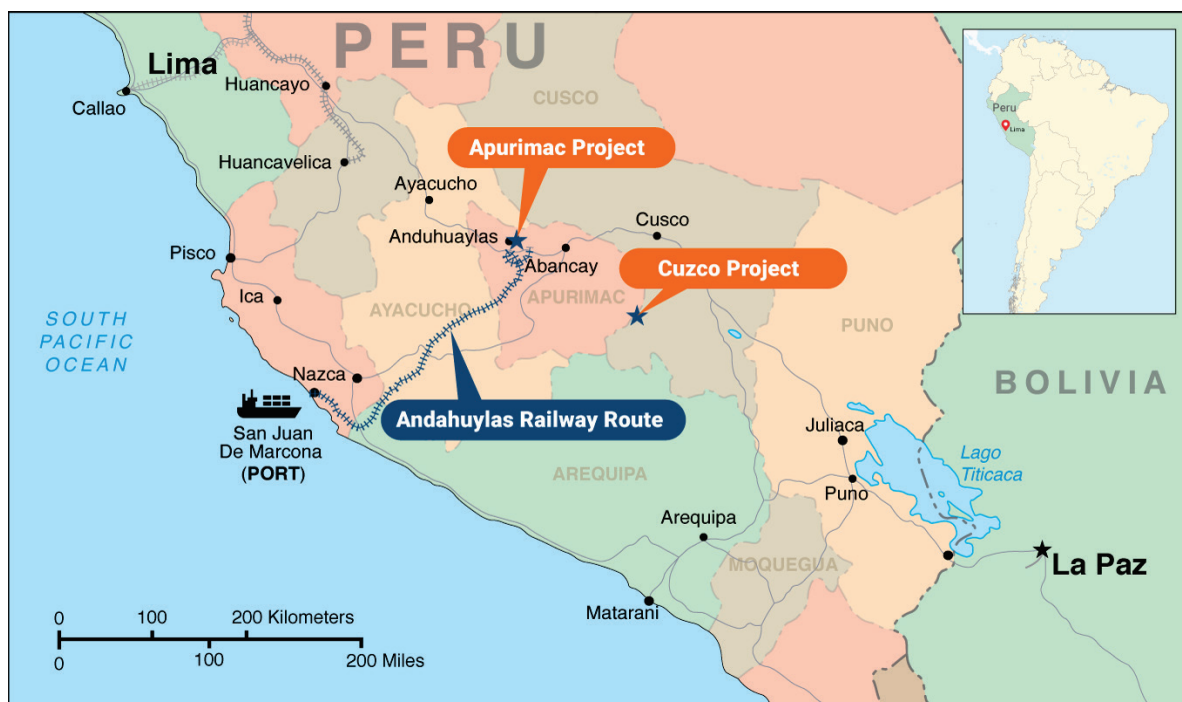 PERU
Lima
Callao
Huancayo
CUSCO
Huancavelica
Apurimac Project
Ayacucho
Cusco
Anduhuaylas
Pisco
Abancay
Cuzco Project
Ica
AYACUCHO
APURIMAC
PUNO
SOUTH
PACIFIC
OCEAN
Nazca
BOLIVIA
Andahuylas Railway Route
San Juan
De Marcona
(PORT)
Juliaca
Lago
Titicaca
AREQUIPA
Puno
Arequipa
MOQUEGUA
La Paz
Matarani
0 100 200 Kilometers
0 100 200 Miles
Peru
Lima